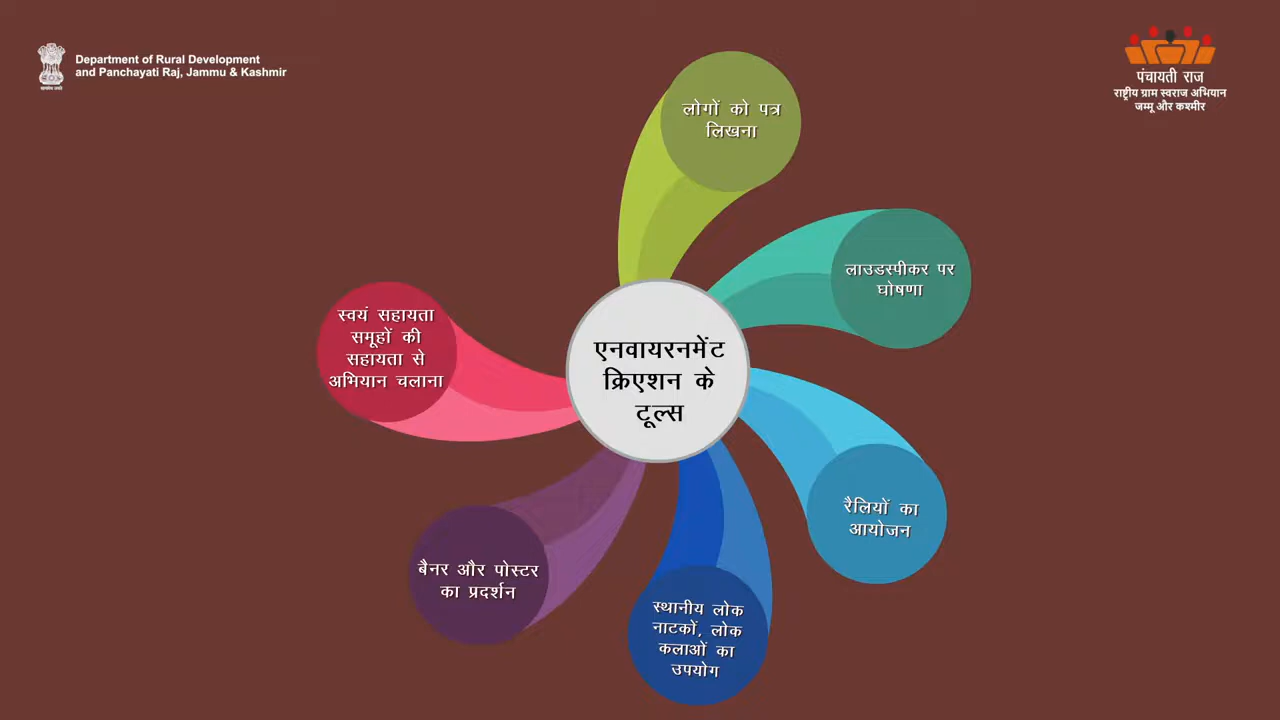 Department of Rural Development
and Panchayati Raj, Jammu & Kashmir
पंचायती राज
राष्ट्रीय ग्राम स्वराज अभियान
जम्मू और कश्मीर
लोगों को पत्र
लिखना
लाउडस्पीकर पर
घोषणा
रैलियों का
आयोजन
स्थानीय लोक
नाटकों, लोक
कलाओं का
उपयोग
बैनर और पोस्टर
का प्रदर्शन
स्वयं सहायता
समूहों की
सहायता से
अभियान चलाना
एनवायरनमेंट
क्रिएशन के
टूल्स